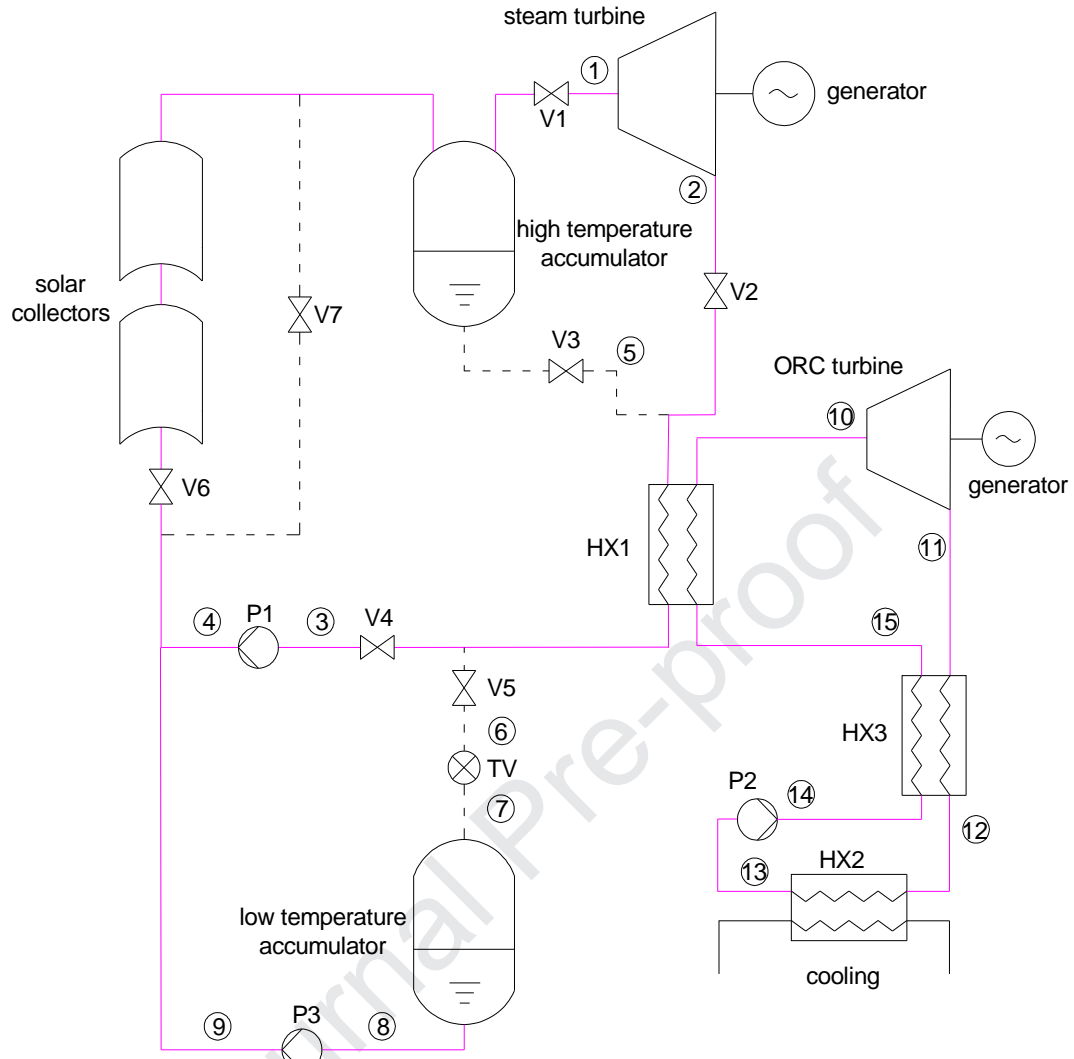 steam turbine
1
V1
generator
2
high temperature
accumulator
solar
collectors
V7
V2
V3
5
ORC turbine
10
V6
generator
HX1
11
4
P1
3
V4
15
V5
6
TV
HX3
7
P2
14
12
HX2
13
low temperature
accumulator
cooling
9
P3
8
urnal Pre-proof